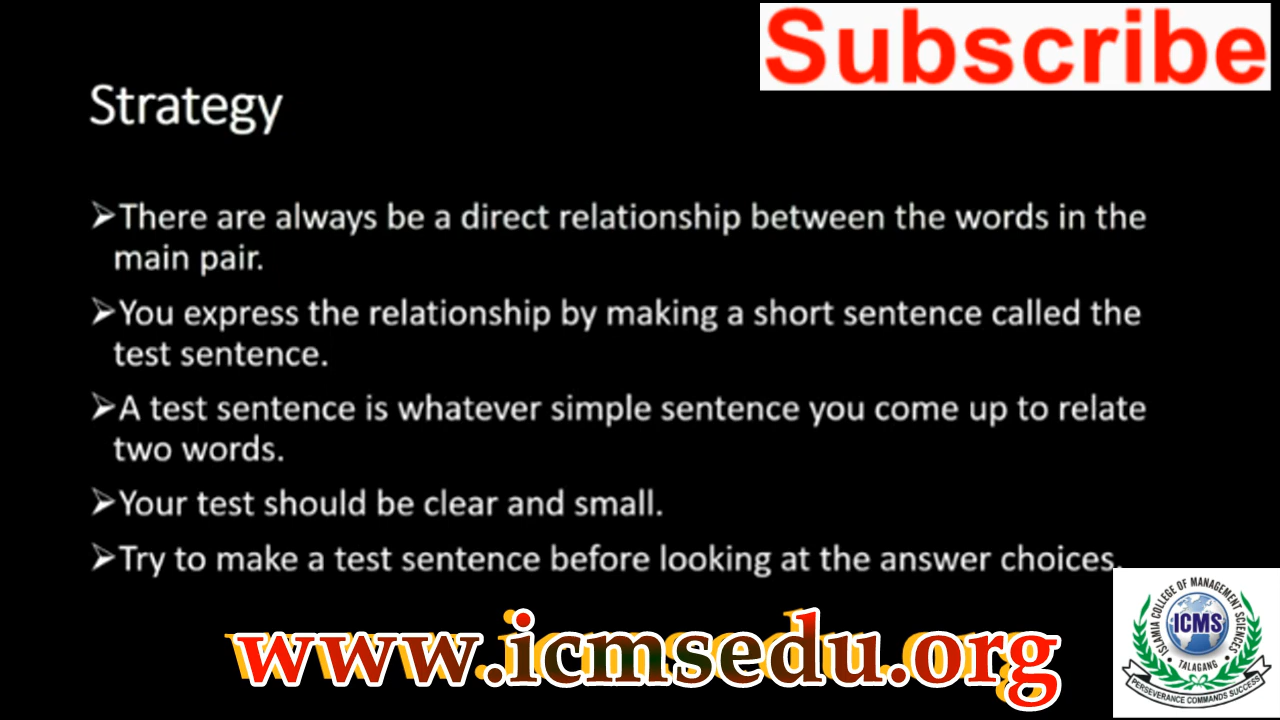 Subscribe
Strategy
➢There are always be a direct relationship between the words in the
main pair.
➢You express the relationship by making a short sentence called the
test sentence.
➢A test sentence is whatever simple sentence you come up to relate
two words.
➢Your test should be clear and small.
➢Try to make a test sentence before looking at the answer choices.
www.icmsedu.org
ISLAMIA COLLEGE OF MANAGEMENT SCIENCES
ICMS
TALAGANG
PERSEVERANCE COMMANDS SUCCESS